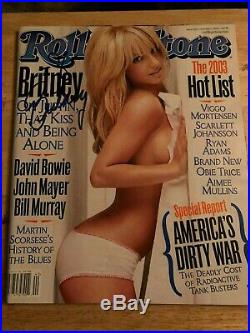 Rolling Stone
Britney
On Justin,
That Kiss
and Being
Alone
David Bowie
John Mayer
Bill Murray
Martin
Scorsese's
History of
the Blues
The 2003
Hot List
Viggo
Mortensen
Scarlett
Johansson
Ryan
Adams
Brand
New
Obie Trice
Aimee
Mullins
Special Report
America's
Dirty War
The Deadly Cost
of Radioactive
Tank Busters